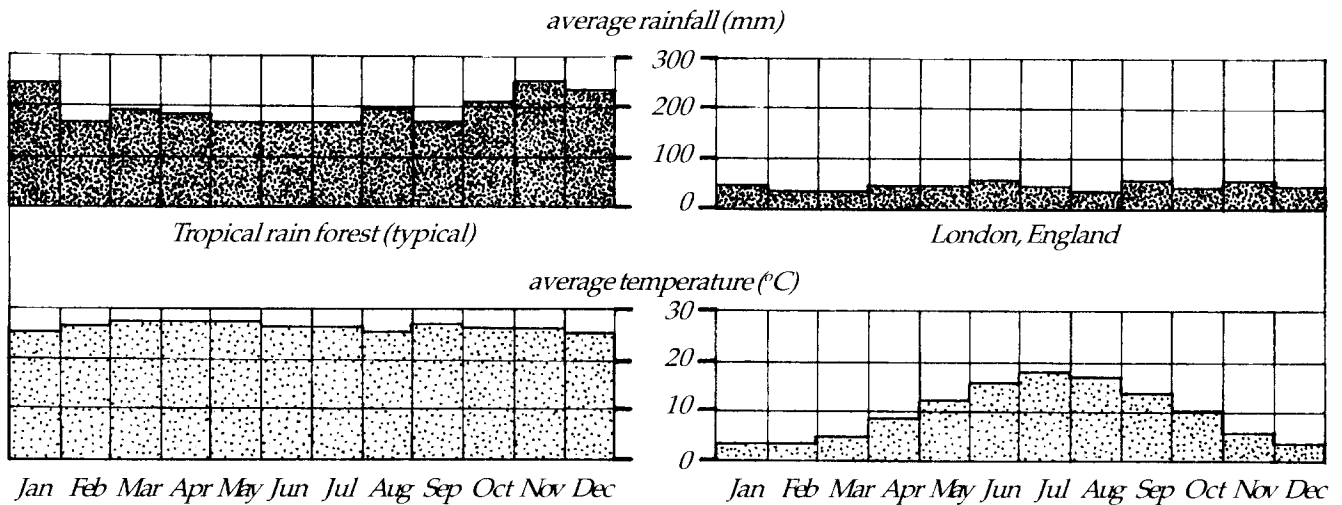 average rainfall (mm)
300
200
100
0
Tropical rain forest (typical)
London, England
average temperature (°C)
30
20
10
0
Jan Feb Mar Apr May Jun Jul Aug Sep Oct Nov Dec
Jan Feb Mar Apr May Jun Jul Aug Sep Oct Nov Dec